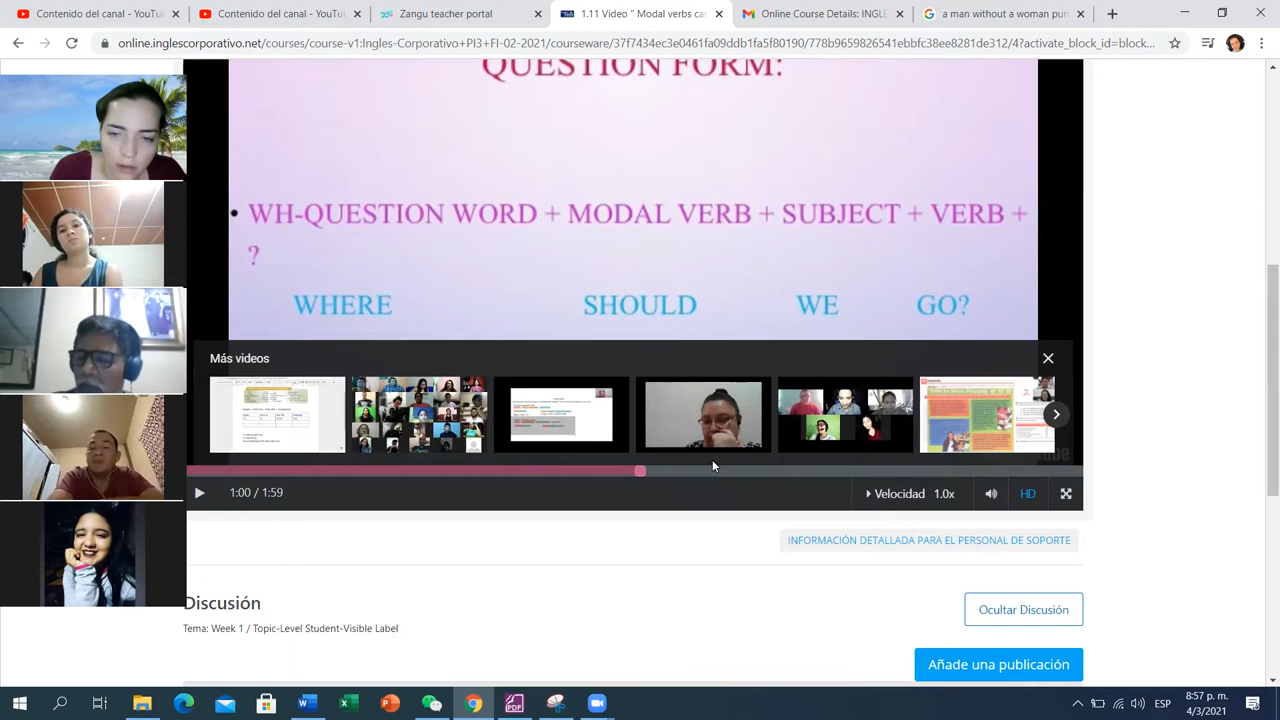 Contenido del canal - YouTube
Contenido del canal - YouTube
Zangu teacher portal
1.11 Video " Modal verbs
Online Course Details: INGLE
a man without a woman pun
online.inglescorporativo.net/courses/course-v1:Ingles-Corporativo+PI3+FI-02-2021/courseware/37f7434ec3e0461fa09ddb1fa5f80190/778b9659826541ebbfc38ee8281de312/4?activate_block_id=block...
QUESTION FORM:
• WH-QUESTION WORD + MODAL VERB + SUBJECT + VERB +
?
WHERE SHOULD WE GO?
Más videos
1:00 / 1:59
Velocidad 1.0x
HD
INFORMACIÓN DETALLADA PARA EL PERSONAL DE SOPORTE
Discusión
Ocultar Discusión
Tema: Week 1 / Topic-Level Student-Visible Label
Añade una publicación
ESP
8:57 p. m.
4/3/2021